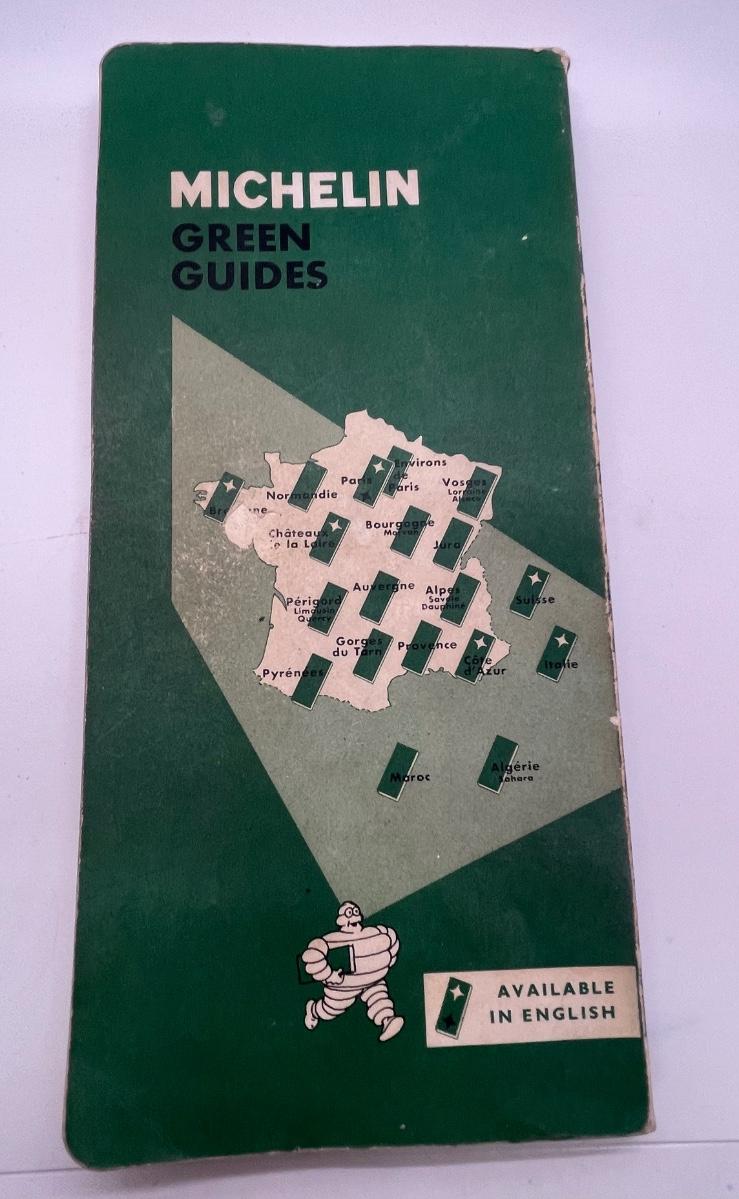 MICHELIN
GREEN
GUIDES
Environs
de
Paris
Paris
Vosges
Lorraine
Alsace
Normandie
Châteaux
de la Loire
Bourgogne
Morvan
Jura
Auvergne
Périgord
Limousin
Quercy
Alpes
Savoie
Dauphiné
Suisse
Gorges
du Tarn
Provence
Côte
d'Azur
Italie
Pyrénées
Maroc
Algérie
Sahara
AVAILABLE
IN ENGLISH